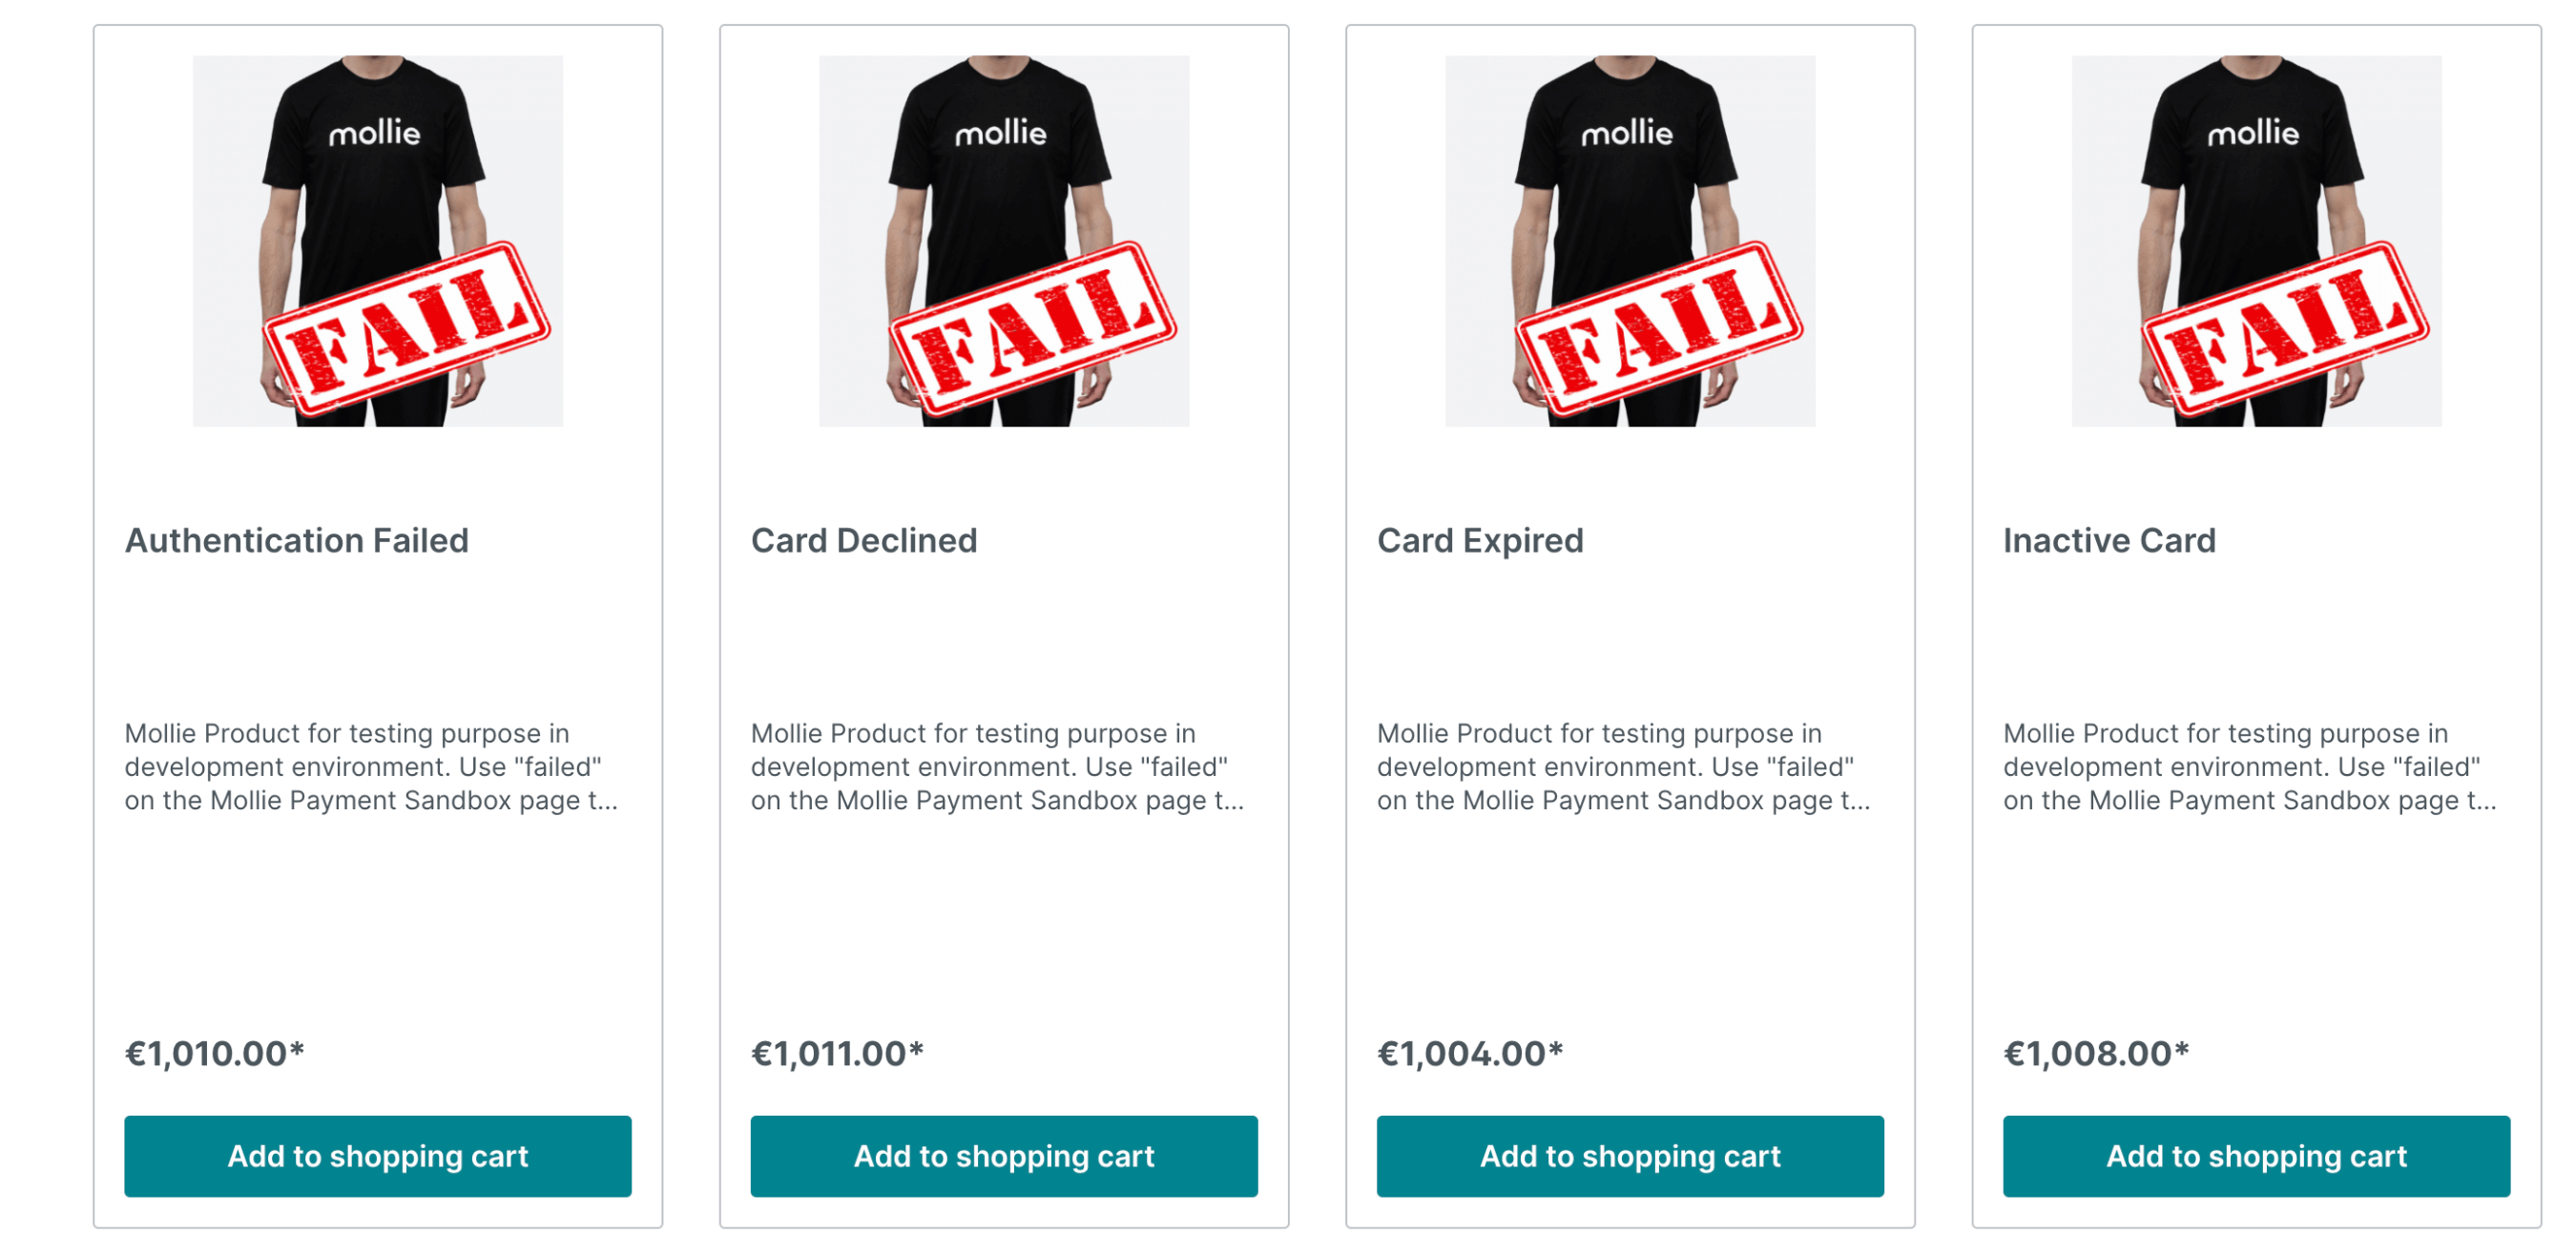 mollie
FAIL
Authentication Failed
Mollie Product for testing purpose in
development environment. Use "failed"
on the Mollie Payment Sandbox page t...
€1,010.00*
Add to shopping cart
mollie
FAIL
Card Declined
Mollie Product for testing purpose in
development environment. Use "failed"
on the Mollie Payment Sandbox page t...
€1,011.00*
Add to shopping cart
mollie
FAIL
Card Expired
Mollie Product for testing purpose in
development environment. Use "failed"
on the Mollie Payment Sandbox page t...
€1,004.00*
Add to shopping cart
mollie
FAIL
Inactive Card
Mollie Product for testing purpose in
development environment. Use "failed"
on the Mollie Payment Sandbox page t...
€1,008.00*
Add to shopping cart